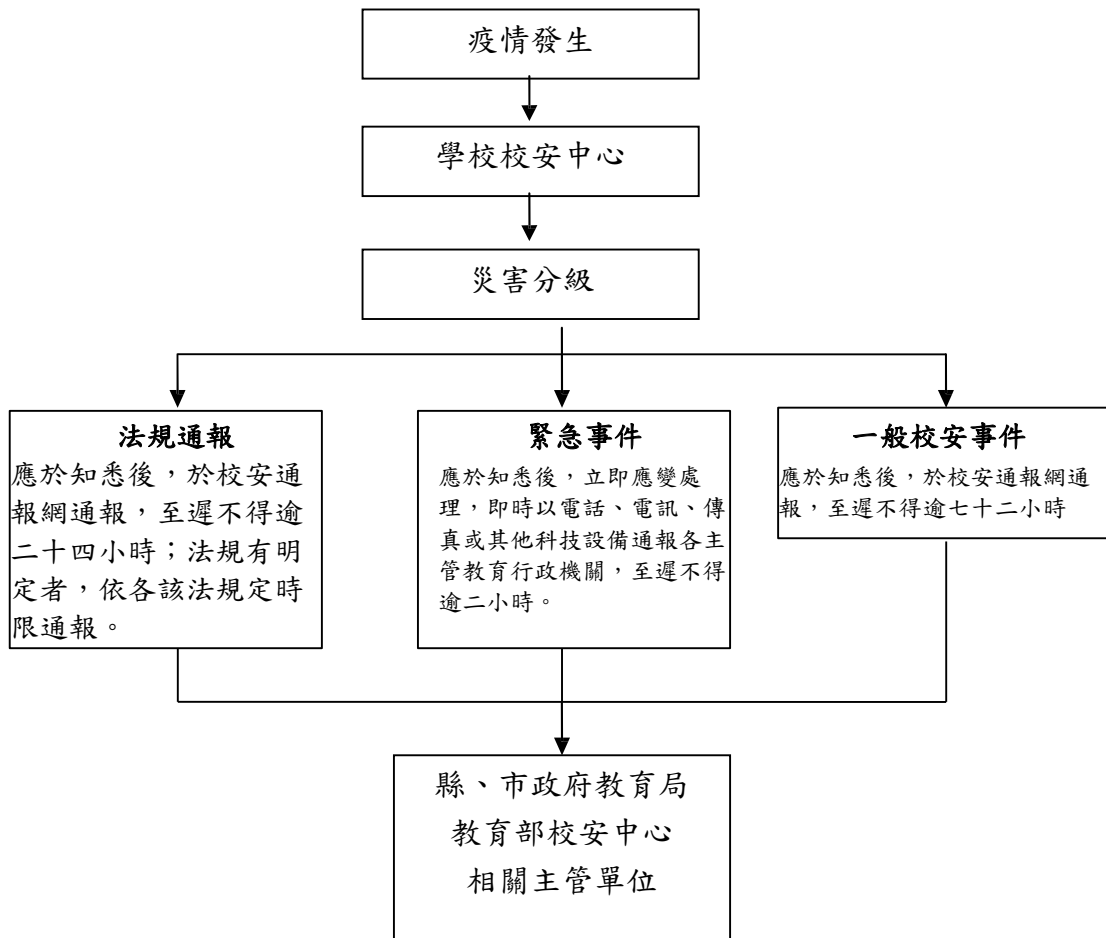 疫情發生
學校校安中心
災害分級
法規通報
應於知悉後，於校安通
報網通報，至遲不得逾
二十四小時；法規有明
定者，依各該法規定時
限通報。
緊急事件
應於知悉後，立即應變處
理，即時以電話、電訊、傳
真或其他科技設備通報各主
管教育行政機關，至遲不得
逾二小時。
一般校安事件
應於知悉後，於校安通報網通
報，至遲不得逾七十二小時
縣、市政府教育局
教育部校安中心
相關主管單位